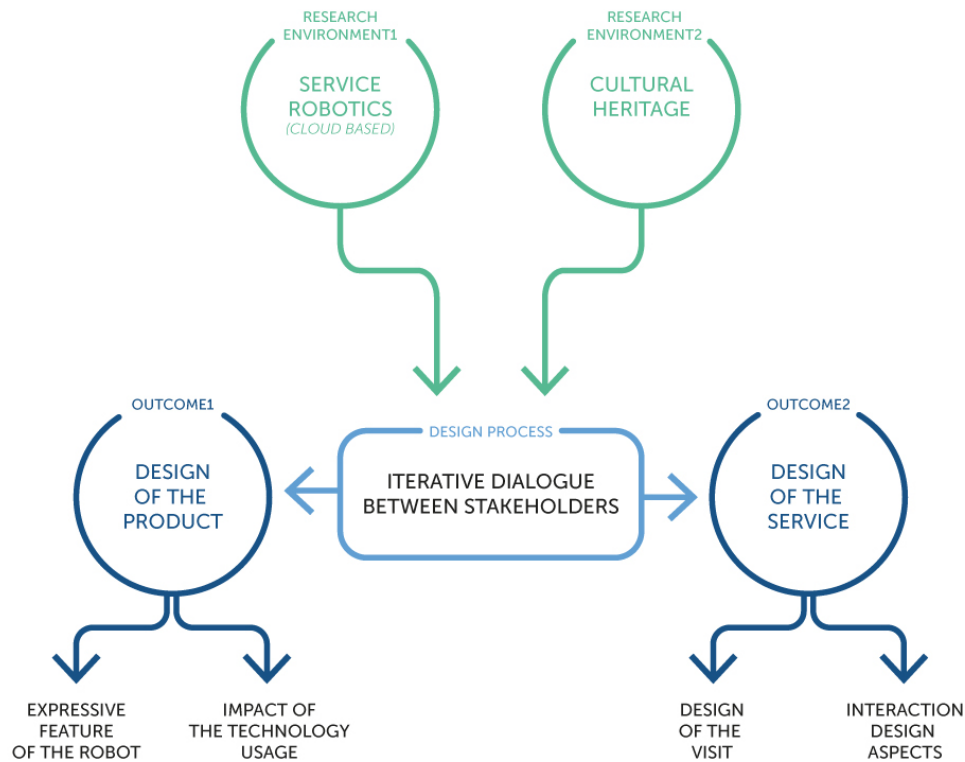 RESEARCH
ENVIRONMENT1
SERVICE
ROBOTICS
(CLOUD BASED)
RESEARCH
ENVIRONMENT2
CULTURAL
HERITAGE
DESIGN PROCESS
ITERATIVE DIALOGUE
BETWEEN STAKEHOLDERS
OUTCOME1
DESIGN
OF THE
PRODUCT
OUTCOME2
DESIGN
OF THE
SERVICE
EXPRESSIVE
FEATURE
OF THE ROBOT
IMPACT OF
THE TECHNOLOGY
USAGE
DESIGN
OF THE
VISIT
INTERACTION
DESIGN
ASPECTS